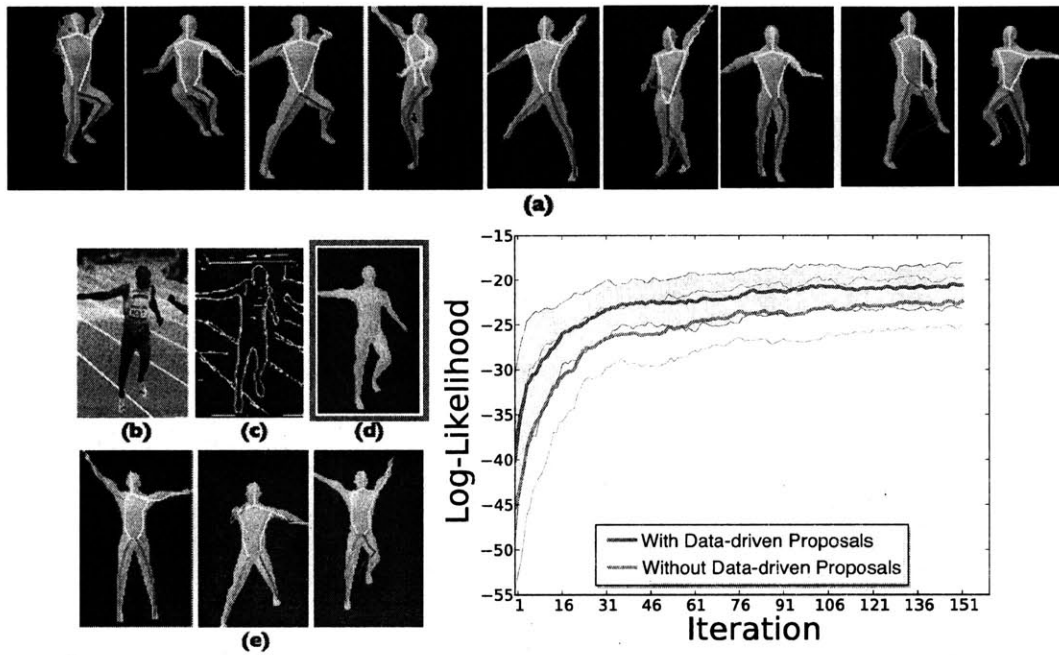 (a)
(b)
(c)
(d)
(e)
Log-Likelihood
−15
−20
−25
−30
−35
−40
−45
−50
−55
With Data-driven Proposals
Without Data-driven Proposals
1 16 31 46 61 76 91 106 121 136 151
Iteration